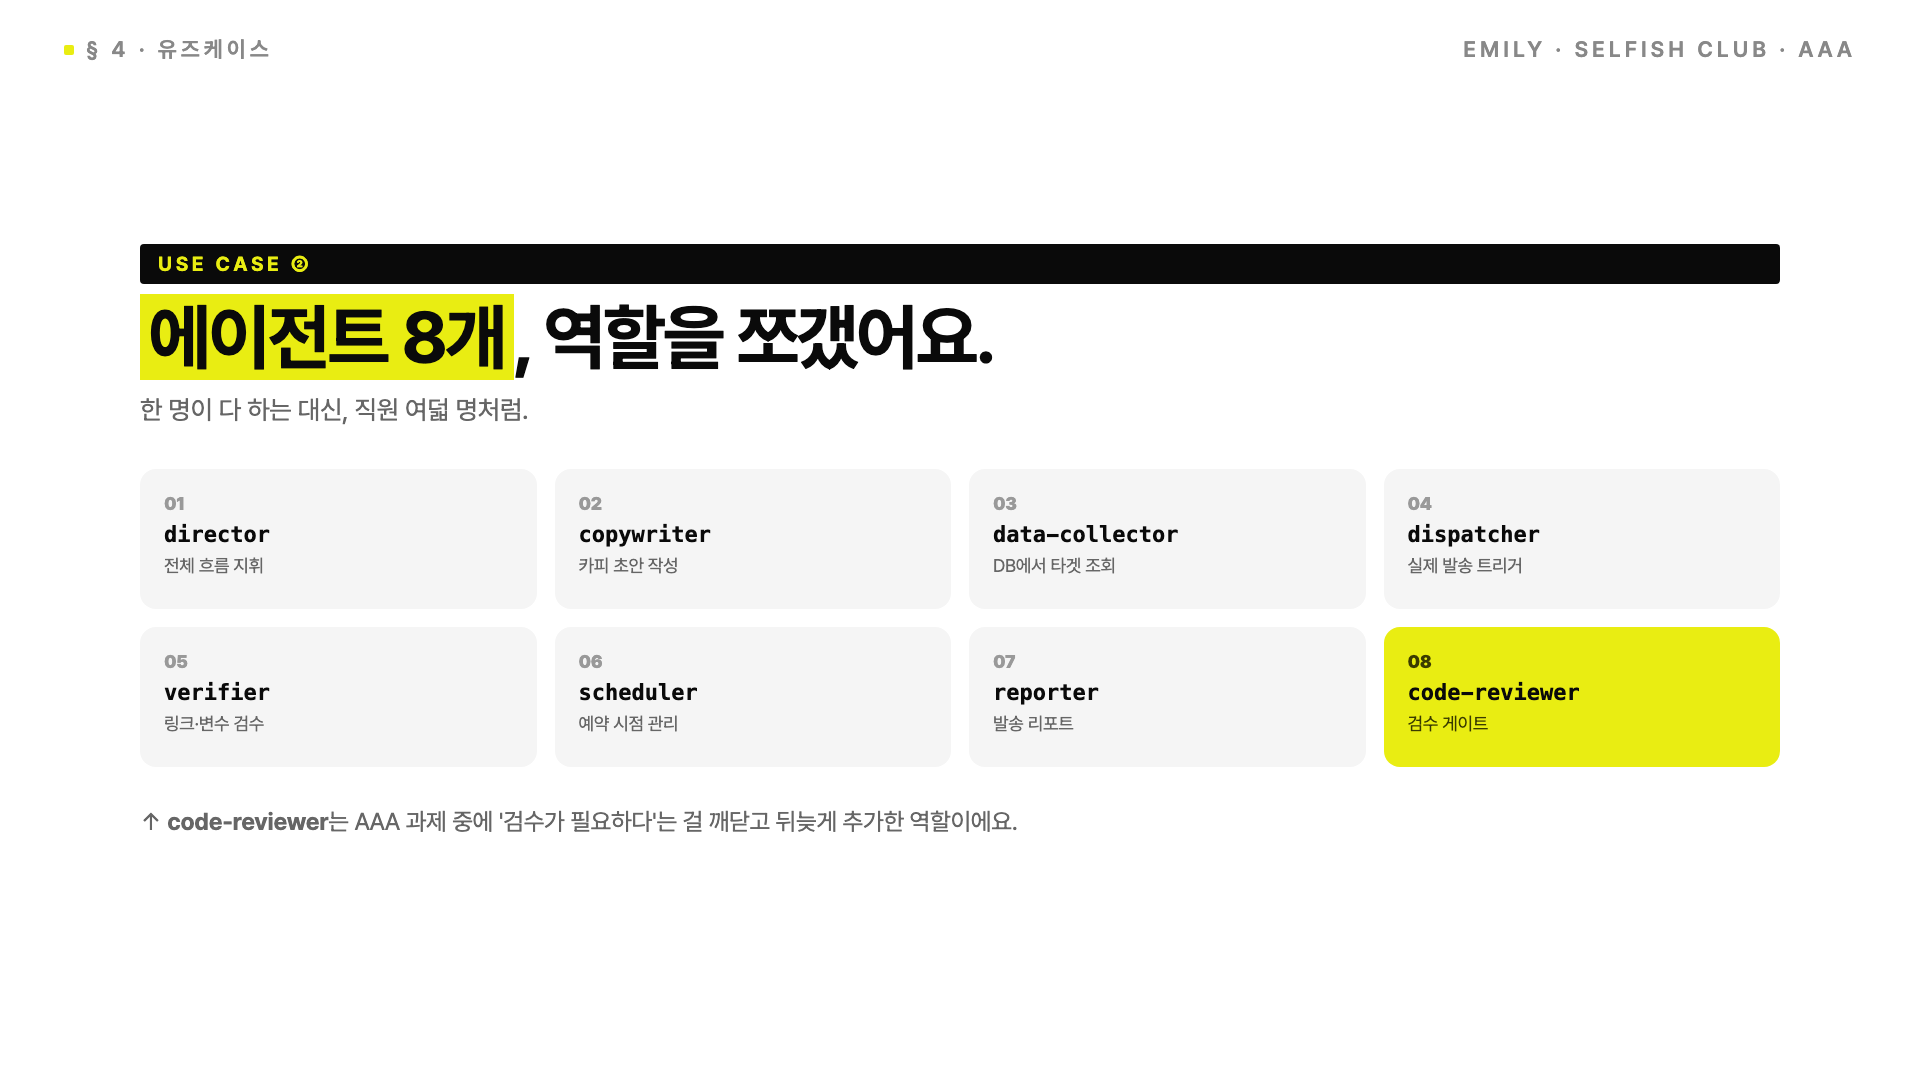 § 4 · 유즈케이스
EMILY · SELFISH CLUB · AAA
USE CASE ②
에이전트 8개, 역할을 쪼갰어요.
한 명이 다 하는 대신, 직원 여덟 명처럼.
01
director
전체 흐름 지휘
02
copywriter
카피 초안 작성
03
data-collector
DB에서 타겟 조회
04
dispatcher
실제 발송 트리거
05
verifier
링크·변수 검수
06
scheduler
예약 시점 관리
07
reporter
발송 리포트
08
code-reviewer
검수 게이트
↑ code-reviewer는 AAA 과제 중에 '검수가 필요하다'는 걸 깨닫고 뒤늦게 추가한 역할이에요.